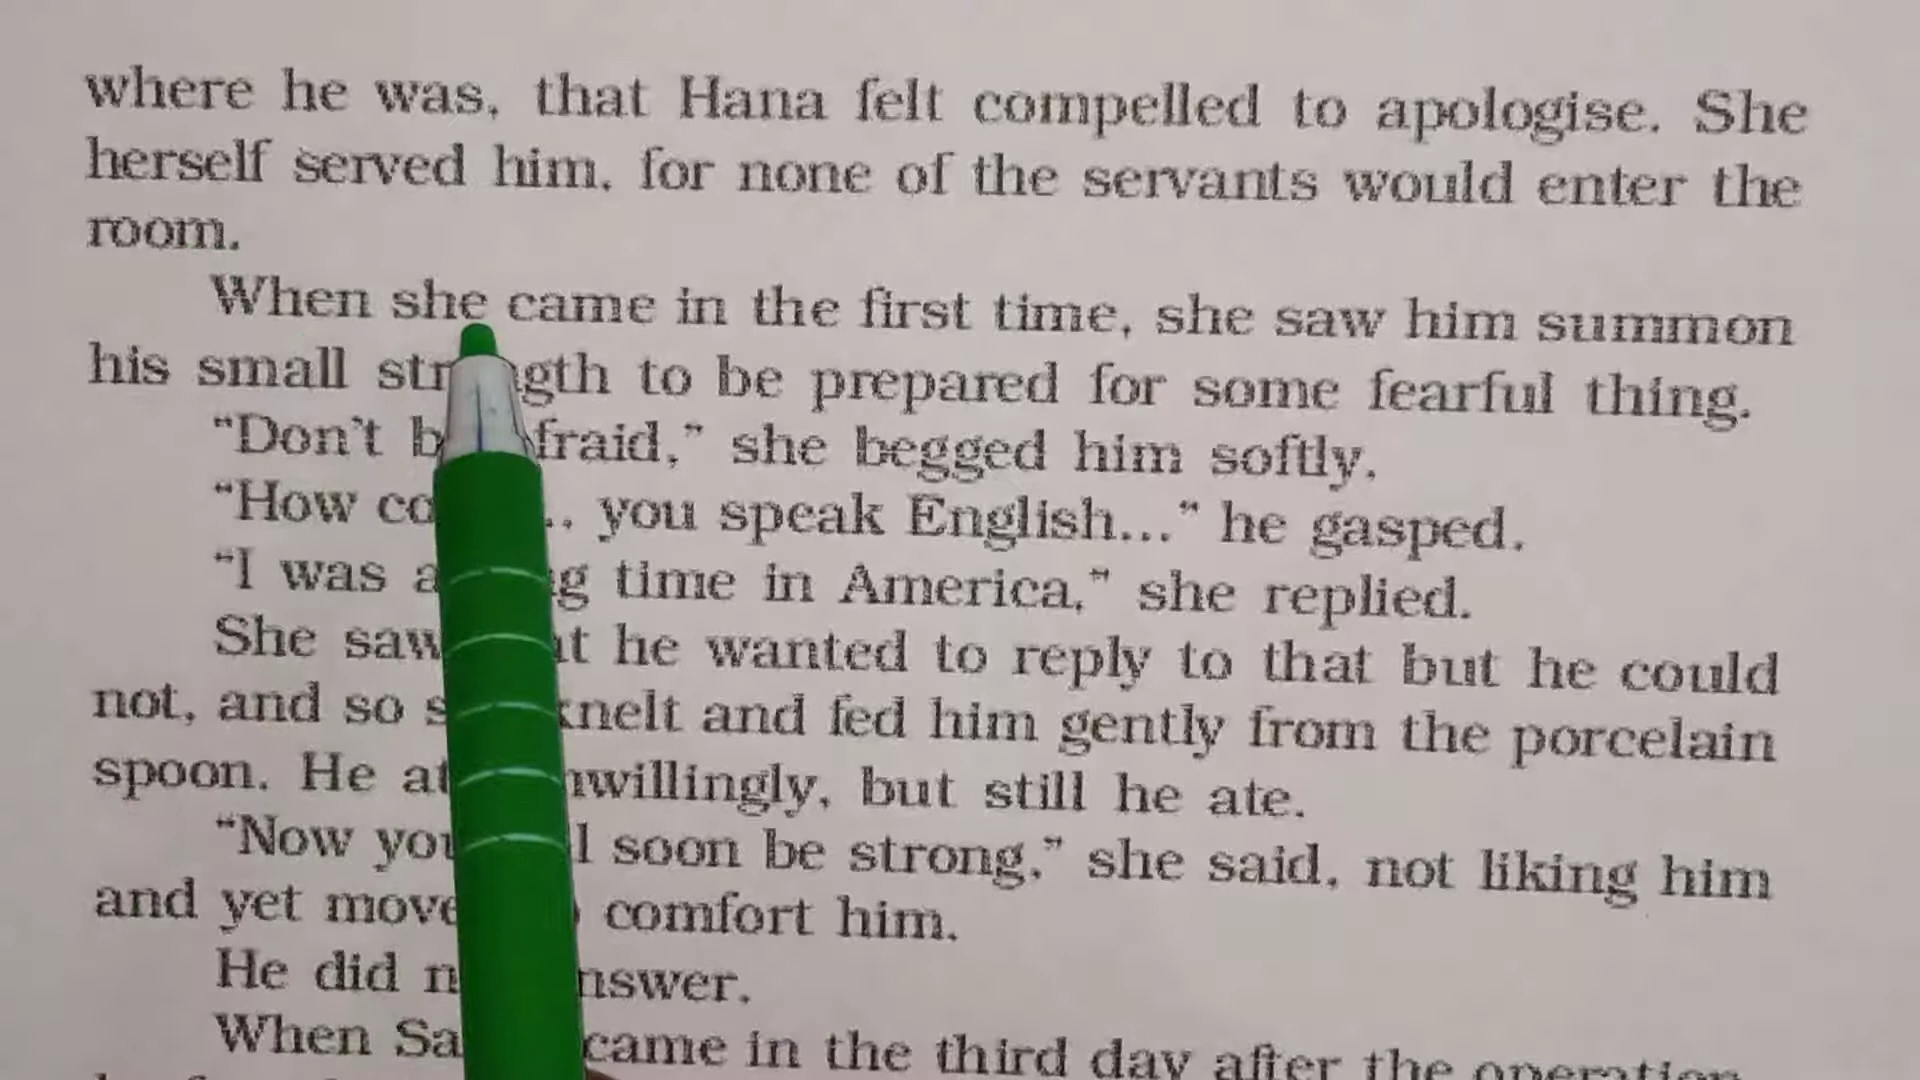 where he was, that Hana felt compelled to apologise. She
herself served him, for none of the servants would enter the
room.
When she came in the first time, she saw him summon
his small str gth to be prepared for some fearful thing.
“Don’t b fraid,” she begged him softly.
“How co .. you speak English...” he gasped.
“I was a g time in America,” she replied.
She saw t he wanted to reply to that but he could
not, and so s knelt and fed him gently from the porcelain
spoon. He at nwillingly, but still he ate.
“Now you l soon be strong,” she said, not liking him
and yet move comfort him.
He did n nswer.
When Sa came in the third day after the operation